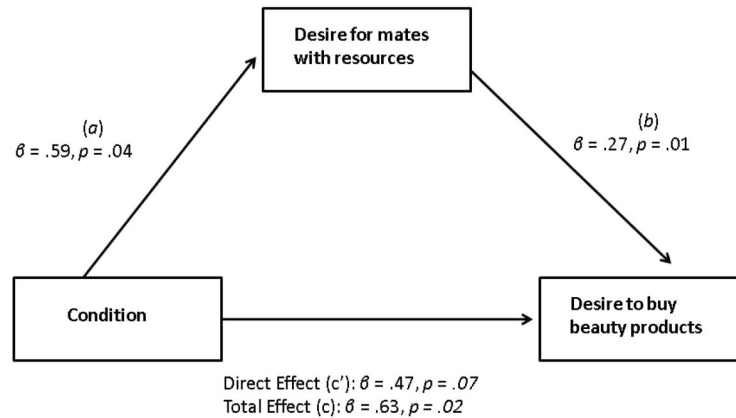 Desire for mates
with resources
(a)
β = .59, p = .04
(b)
β = .27, p = .01
Condition
Desire to buy
beauty products
Direct Effect (c’): β = .47, p = .07
Total Effect (c): β = .63, p = .02